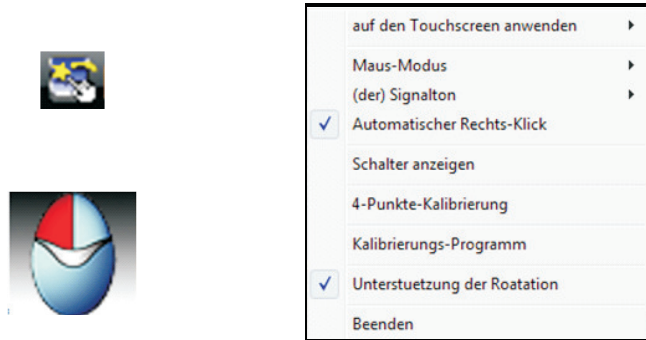 auf den Touchscreen anwenden
Maus-Modus
(der) Signalton
Automatischer Rechts-Klick
Schalter anzeigen
4-Punkte-Kalibrierung
Kalibrierungs-Programm
Unterstuetzung der Roatation
Beenden